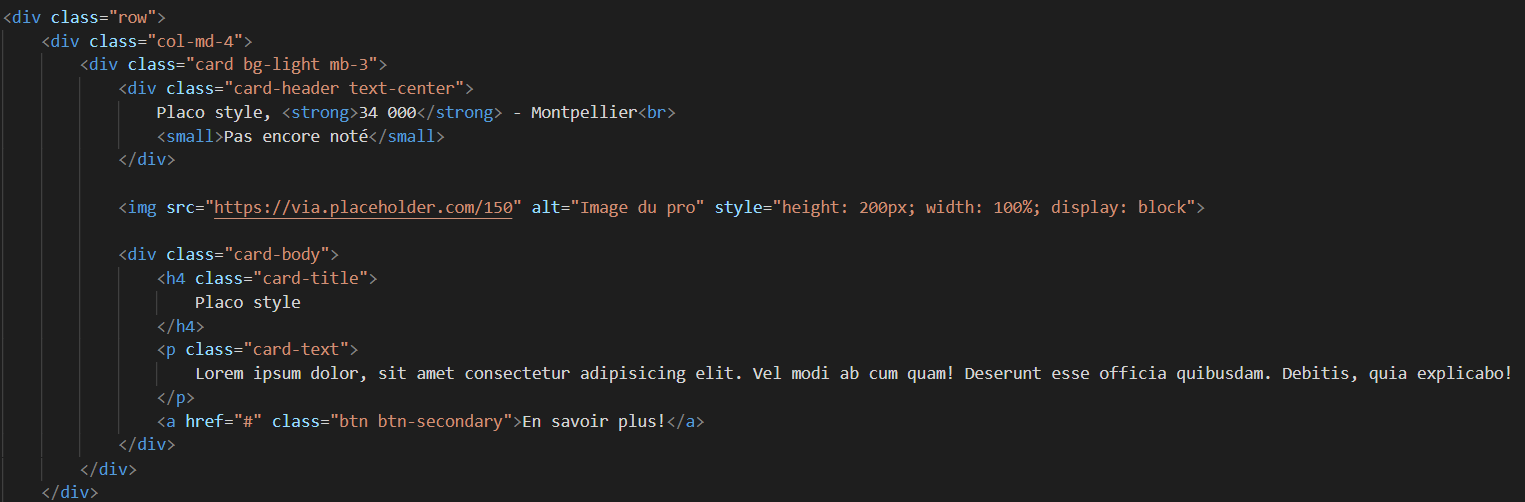 <div class="row">
<div class="col-md-4">
<div class="card bg-light mb-3">
<div class="card-header text-center">
Placo style, <strong>34 000</strong> - Montpellier<br>
<small>Pas encore noté</small>
</div>
<img src="https://via.placeholder.com/150" alt="Image du pro" style="height: 200px; width: 100%; display: block">
<div class="card-body">
<h4 class="card-title">
Placo style
</h4>
<p class="card-text">
Lorem ipsum dolor, sit amet consectetur adipisicing elit. Vel modi ab cum quam! Deserunt esse officia quibusdam. Debitis, quia explicabo!
</p>
<a href="#" class="btn btn-secondary">En savoir plus!</a>
</div>
</div>
</div>